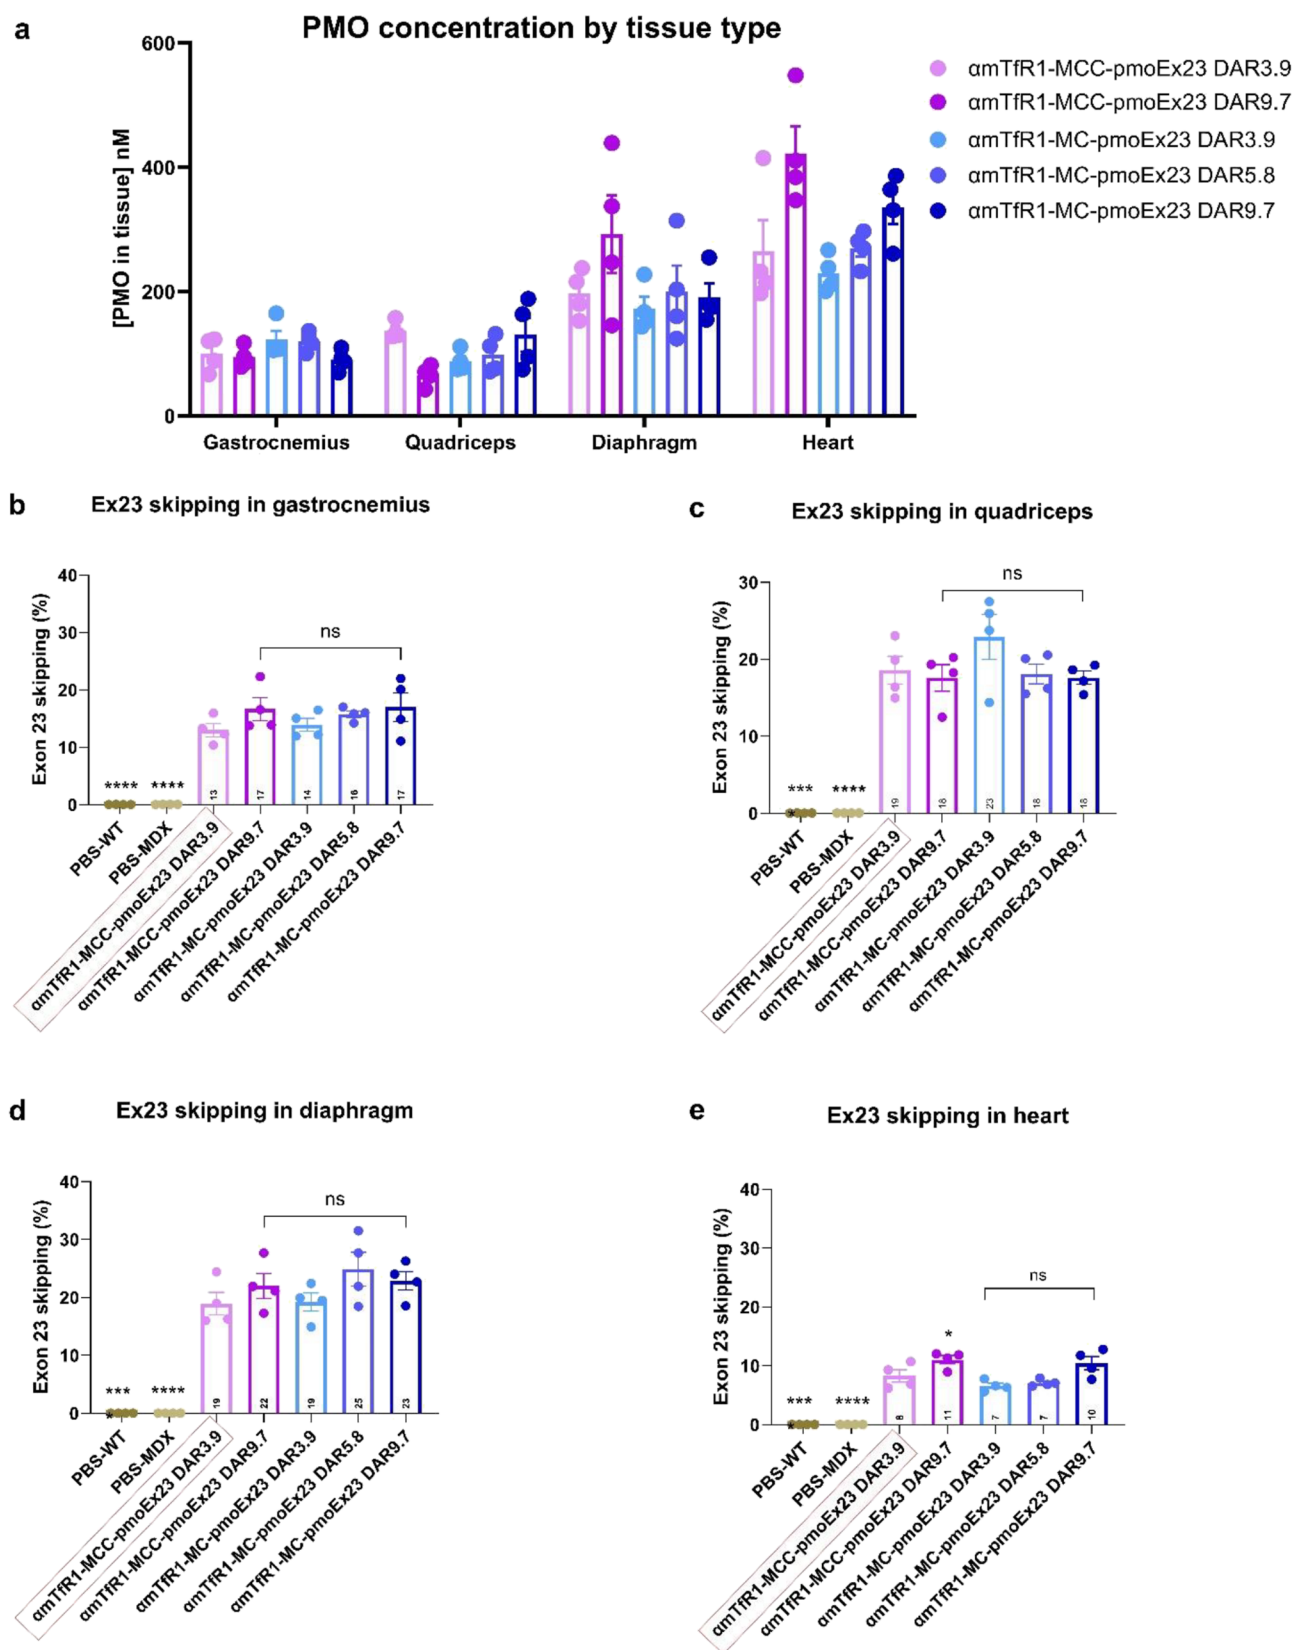 a
PMO concentration by tissue type
[PMO in tissue] nM
600
400
200
0
Gastrocnemius
Quadriceps
Diaphragm
Heart
αmTfR1-MCC-pmoEx23 DAR3.9
αmTfR1-MCC-pmoEx23 DAR9.7
αmTfR1-MC-pmoEx23 DAR3.9
αmTfR1-MC-pmoEx23 DAR5.8
αmTfR1-MC-pmoEx23 DAR9.7
b
Ex23 skipping in gastrocnemius
Exon 23 skipping (%)
40
30
20
10
0
ns
****
****
13
17
14
16
17
PBS-WT
PBS-MDX
αmTfR1-MCC-pmoEx23 DAR3.9
αmTfR1-MCC-pmoEx23 DAR9.7
αmTfR1-MC-pmoEx23 DAR3.9
αmTfR1-MC-pmoEx23 DAR5.8
αmTfR1-MC-pmoEx23 DAR9.7
c
Ex23 skipping in quadriceps
Exon 23 skipping (%)
30
20
10
0
ns
***
*
****
19
18
23
18
18
PBS-WT
PBS-MDX
αmTfR1-MCC-pmoEx23 DAR3.9
αmTfR1-MCC-pmoEx23 DAR9.7
αmTfR1-MC-pmoEx23 DAR3.9
αmTfR1-MC-pmoEx23 DAR5.8
αmTfR1-MC-pmoEx23 DAR9.7
d
Ex23 skipping in diaphragm
Exon 23 skipping (%)
40
30
20
10
0
ns
***
*
****
19
22
19
25
23
PBS-WT
PBS-MDX
αmTfR1-MCC-pmoEx23 DAR3.9
αmTfR1-MCC-pmoEx23 DAR9.7
αmTfR1-MC-pmoEx23 DAR3.9
αmTfR1-MC-pmoEx23 DAR5.8
αmTfR1-MC-pmoEx23 DAR9.7
e
Ex23 skipping in heart
Exon 23 skipping (%)
40
30
20
10
0
ns
*
***
*
****
8
11
7
7
10
PBS-WT
PBS-MDX
αmTfR1-MCC-pmoEx23 DAR3.9
αmTfR1-MCC-pmoEx23 DAR9.7
αmTfR1-MC-pmoEx23 DAR3.9
αmTfR1-MC-pmoEx23 DAR5.8
αmTfR1-MC-pmoEx23 DAR9.7